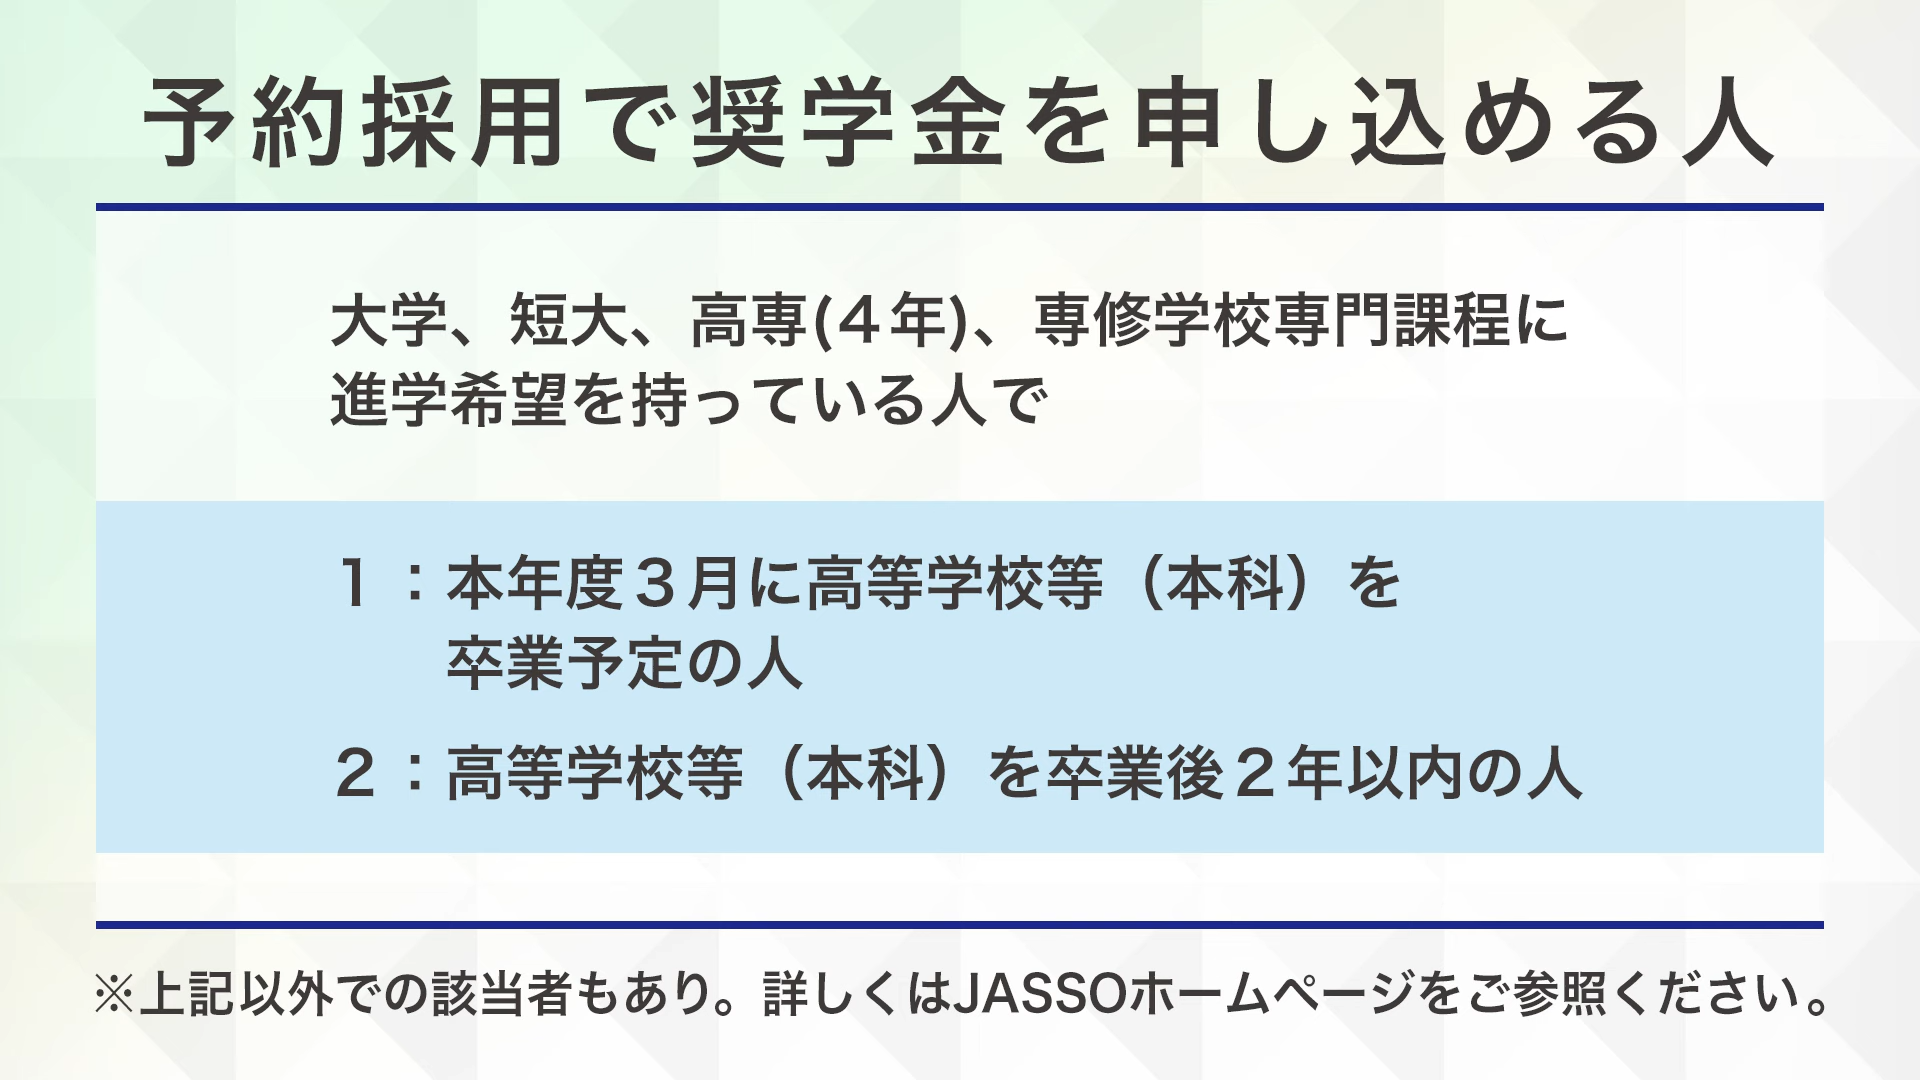 予約採用で奨学金を申し込める人
大学、短大、高専(４年)、専修学校専門課程に
進学希望を持っている人で
１：本年度３月に高等学校等（本科）を
卒業予定の人
２：高等学校等（本科）を卒業後２年以内の人
※上記以外での該当者もあり。詳しくはJASSOホームページをご参照ください。